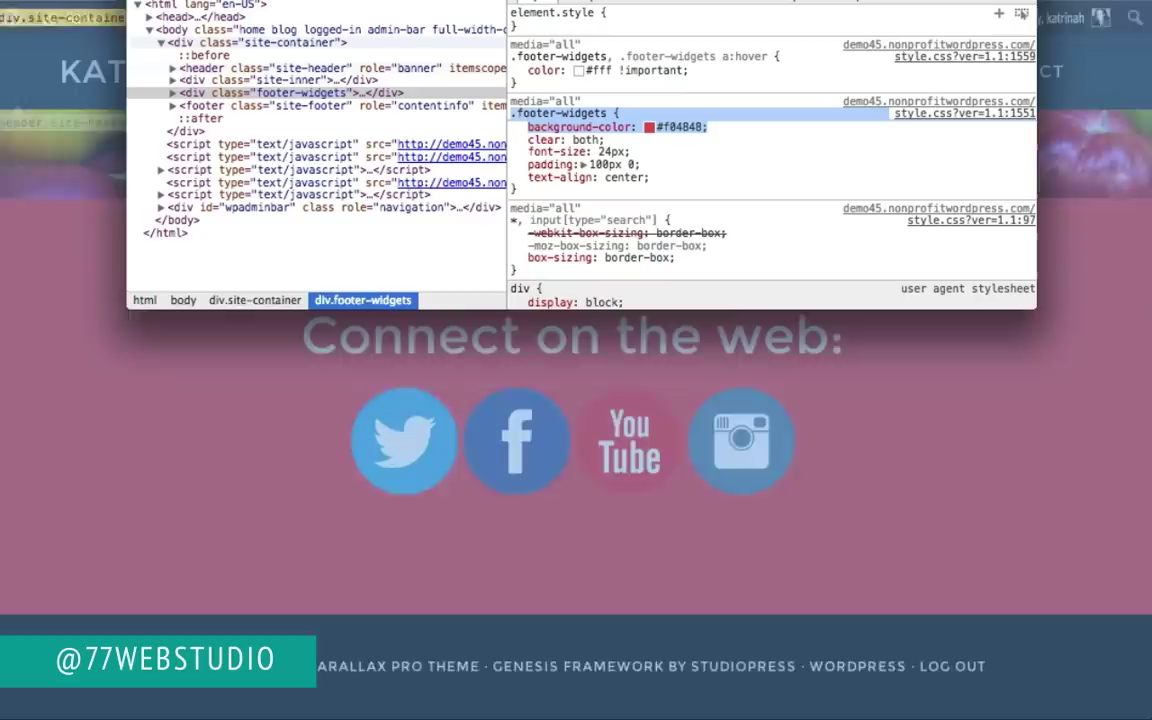 <html lang="en-US">
▶<head>…</head>
▼<body class="home blog logged-in admin-bar full-width-c
▼<div class="site-container">
::before
▶<header class="site-header" role="banner" itemscope
▶<div class="site-inner">…</div>
▶<div class="footer-widgets">…</div>
▶<footer class="site-footer" role="contentinfo" item
::after
</div>
<script type="text/javascript" src="http://demo45.non
<script type="text/javascript" src="http://demo45.non
▶<script type="text/javascript">…</script>
<script type="text/javascript" src="http://demo45.non
▶<script type="text/javascript">…</script>
▶<div id="wpadminbar" class role="navigation">…</div>
</body>
</html>
html body div.site-container div.footer-widgets
element.style {
}
media="all" demo45.nonprofitwordpress.com/
.footer-widgets, .footer-widgets a:hover { style.css?ver=1.1:1559
color: #fff !important;
}
media="all" demo45.nonprofitwordpress.com/
.footer-widgets { style.css?ver=1.1:1551
background-color: #f04848;
clear: both;
font-size: 24px;
padding:▶100px 0;
text-align: center;
}
media="all" demo45.nonprofitwordpress.com/
*, input[type="search"] { style.css?ver=1.1:97
-webkit-box-sizing: border-box;
-moz-box-sizing: border-box;
box-sizing: border-box;
}
div { user agent stylesheet
display: block;
div.site-containe
, katrinah
KAT
CT
Connect on the web:
You
Tube
@77WEBSTUDIO
ARALLAX PRO THEME · GENESIS FRAMEWORK BY STUDIOPRESS · WORDPRESS · LOG OUT